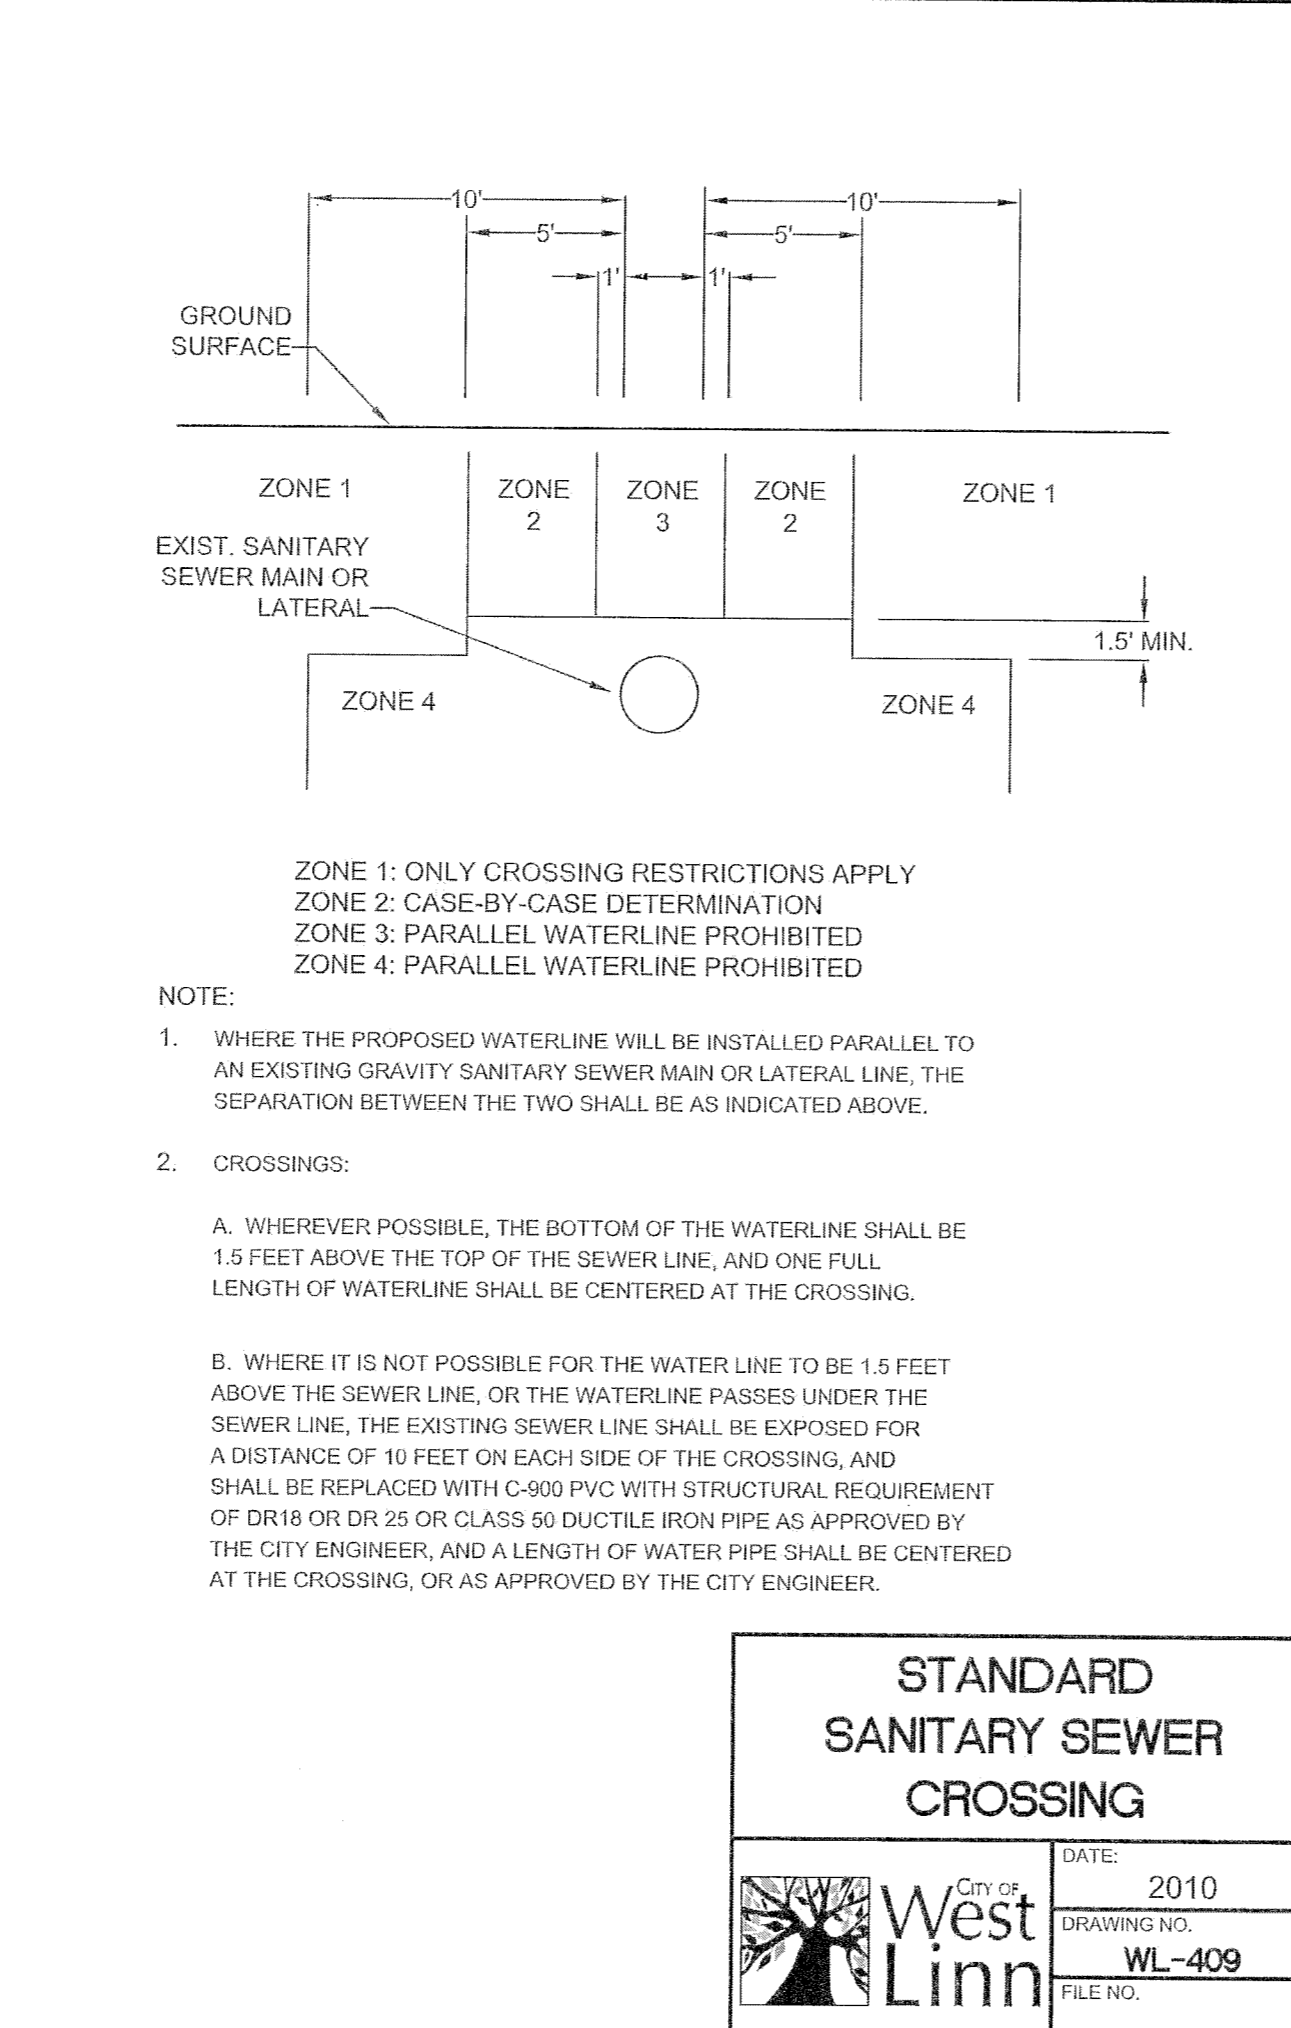 10'
10'
5'
5'
1'
1'
GROUND
SURFACE
ZONE 1
ZONE
2
ZONE
3
ZONE
2
ZONE 1
EXIST. SANITARY
SEWER MAIN OR
LATERAL
1.5' MIN.
ZONE 4
ZONE 4
ZONE 1: ONLY CROSSING RESTRICTIONS APPLY
ZONE 2: CASE-BY-CASE DETERMINATION
ZONE 3: PARALLEL WATERLINE PROHIBITED
ZONE 4: PARALLEL WATERLINE PROHIBITED
NOTE:
1. WHERE THE PROPOSED WATERLINE WILL BE INSTALLED PARALLEL TO
AN EXISTING GRAVITY SANITARY SEWER MAIN OR LATERAL LINE, THE
SEPARATION BETWEEN THE TWO SHALL BE AS INDICATED ABOVE.
2. CROSSINGS:
A. WHEREVER POSSIBLE, THE BOTTOM OF THE WATERLINE SHALL BE
1.5 FEET ABOVE THE TOP OF THE SEWER LINE, AND ONE FULL
LENGTH OF WATERLINE SHALL BE CENTERED AT THE CROSSING.
B. WHERE IT IS NOT POSSIBLE FOR THE WATER LINE TO BE 1.5 FEET
ABOVE THE SEWER LINE, OR THE WATERLINE PASSES UNDER THE
SEWER LINE, THE EXISTING SEWER LINE SHALL BE EXPOSED FOR
A DISTANCE OF 10 FEET ON EACH SIDE OF THE CROSSING, AND
SHALL BE REPLACED WITH C-900 PVC WITH STRUCTURAL REQUIREMENT
OF DR18 OR DR 25 OR CLASS 50 DUCTILE IRON PIPE AS APPROVED BY
THE CITY ENGINEER, AND A LENGTH OF WATER PIPE SHALL BE CENTERED
AT THE CROSSING, OR AS APPROVED BY THE CITY ENGINEER.
STANDARD
SANITARY SEWER
CROSSING
CITY OF
West
Linn
DATE:
2010
DRAWING NO.
WL-409
FILE NO.